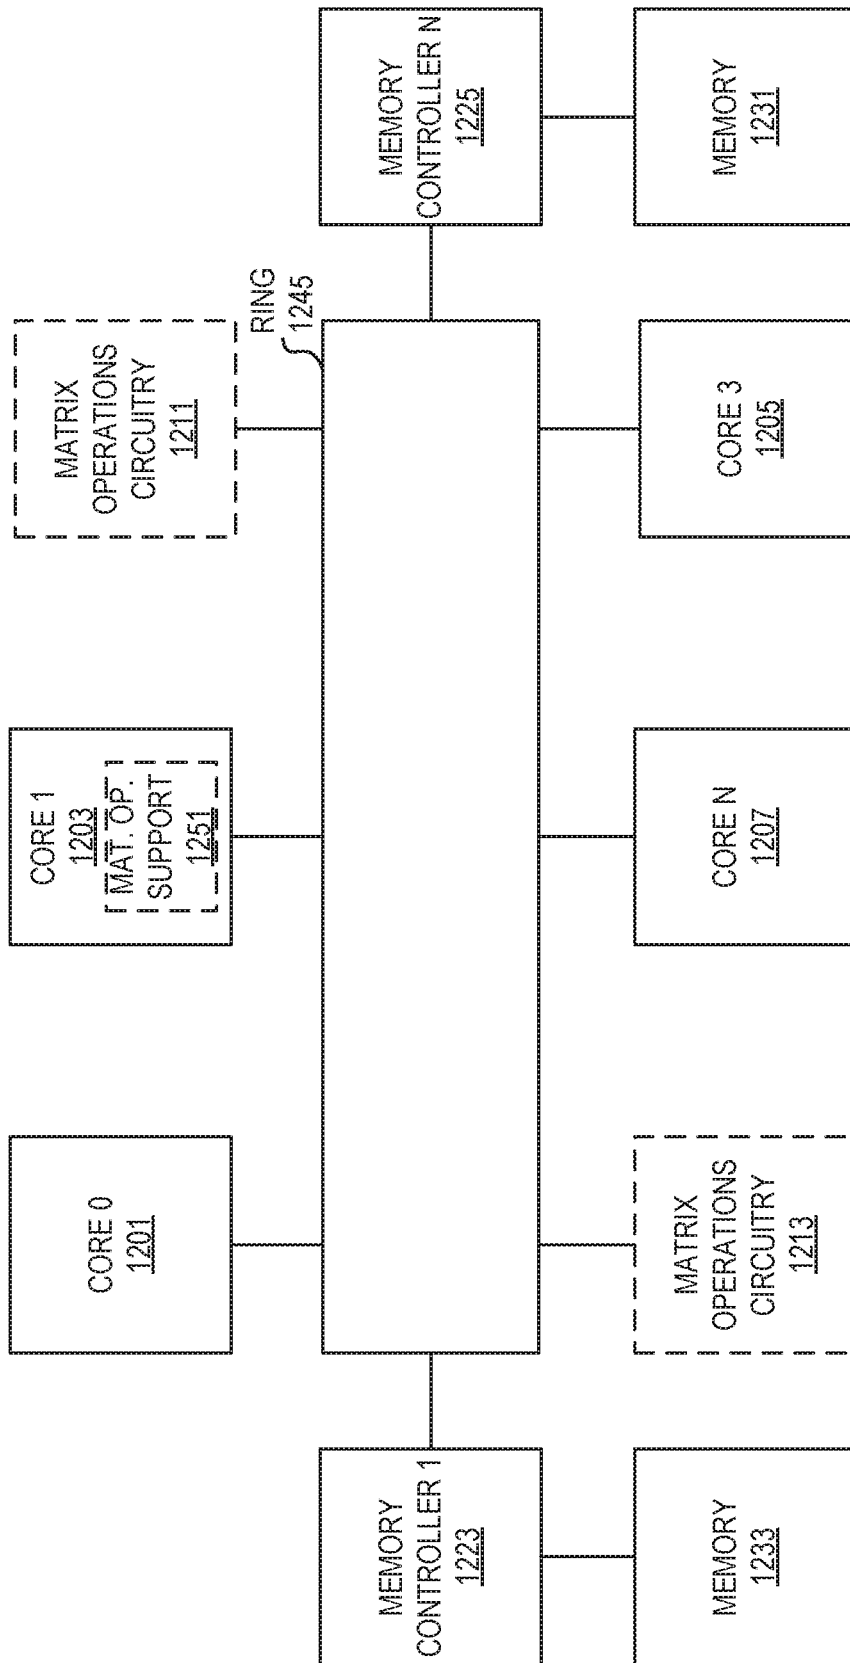 CORE 0
1201
CORE 1
1203
MAT. OP.
SUPPORT
1251
MATRIX
OPERATIONS
CIRCUITRY
1211
RING
1245
MEMORY
CONTROLLER 1
1223
MEMORY
CONTROLLER N
1225
MEMORY
1233
MATRIX
OPERATIONS
CIRCUITRY
1213
CORE N
1207
CORE 3
1205
MEMORY
1231